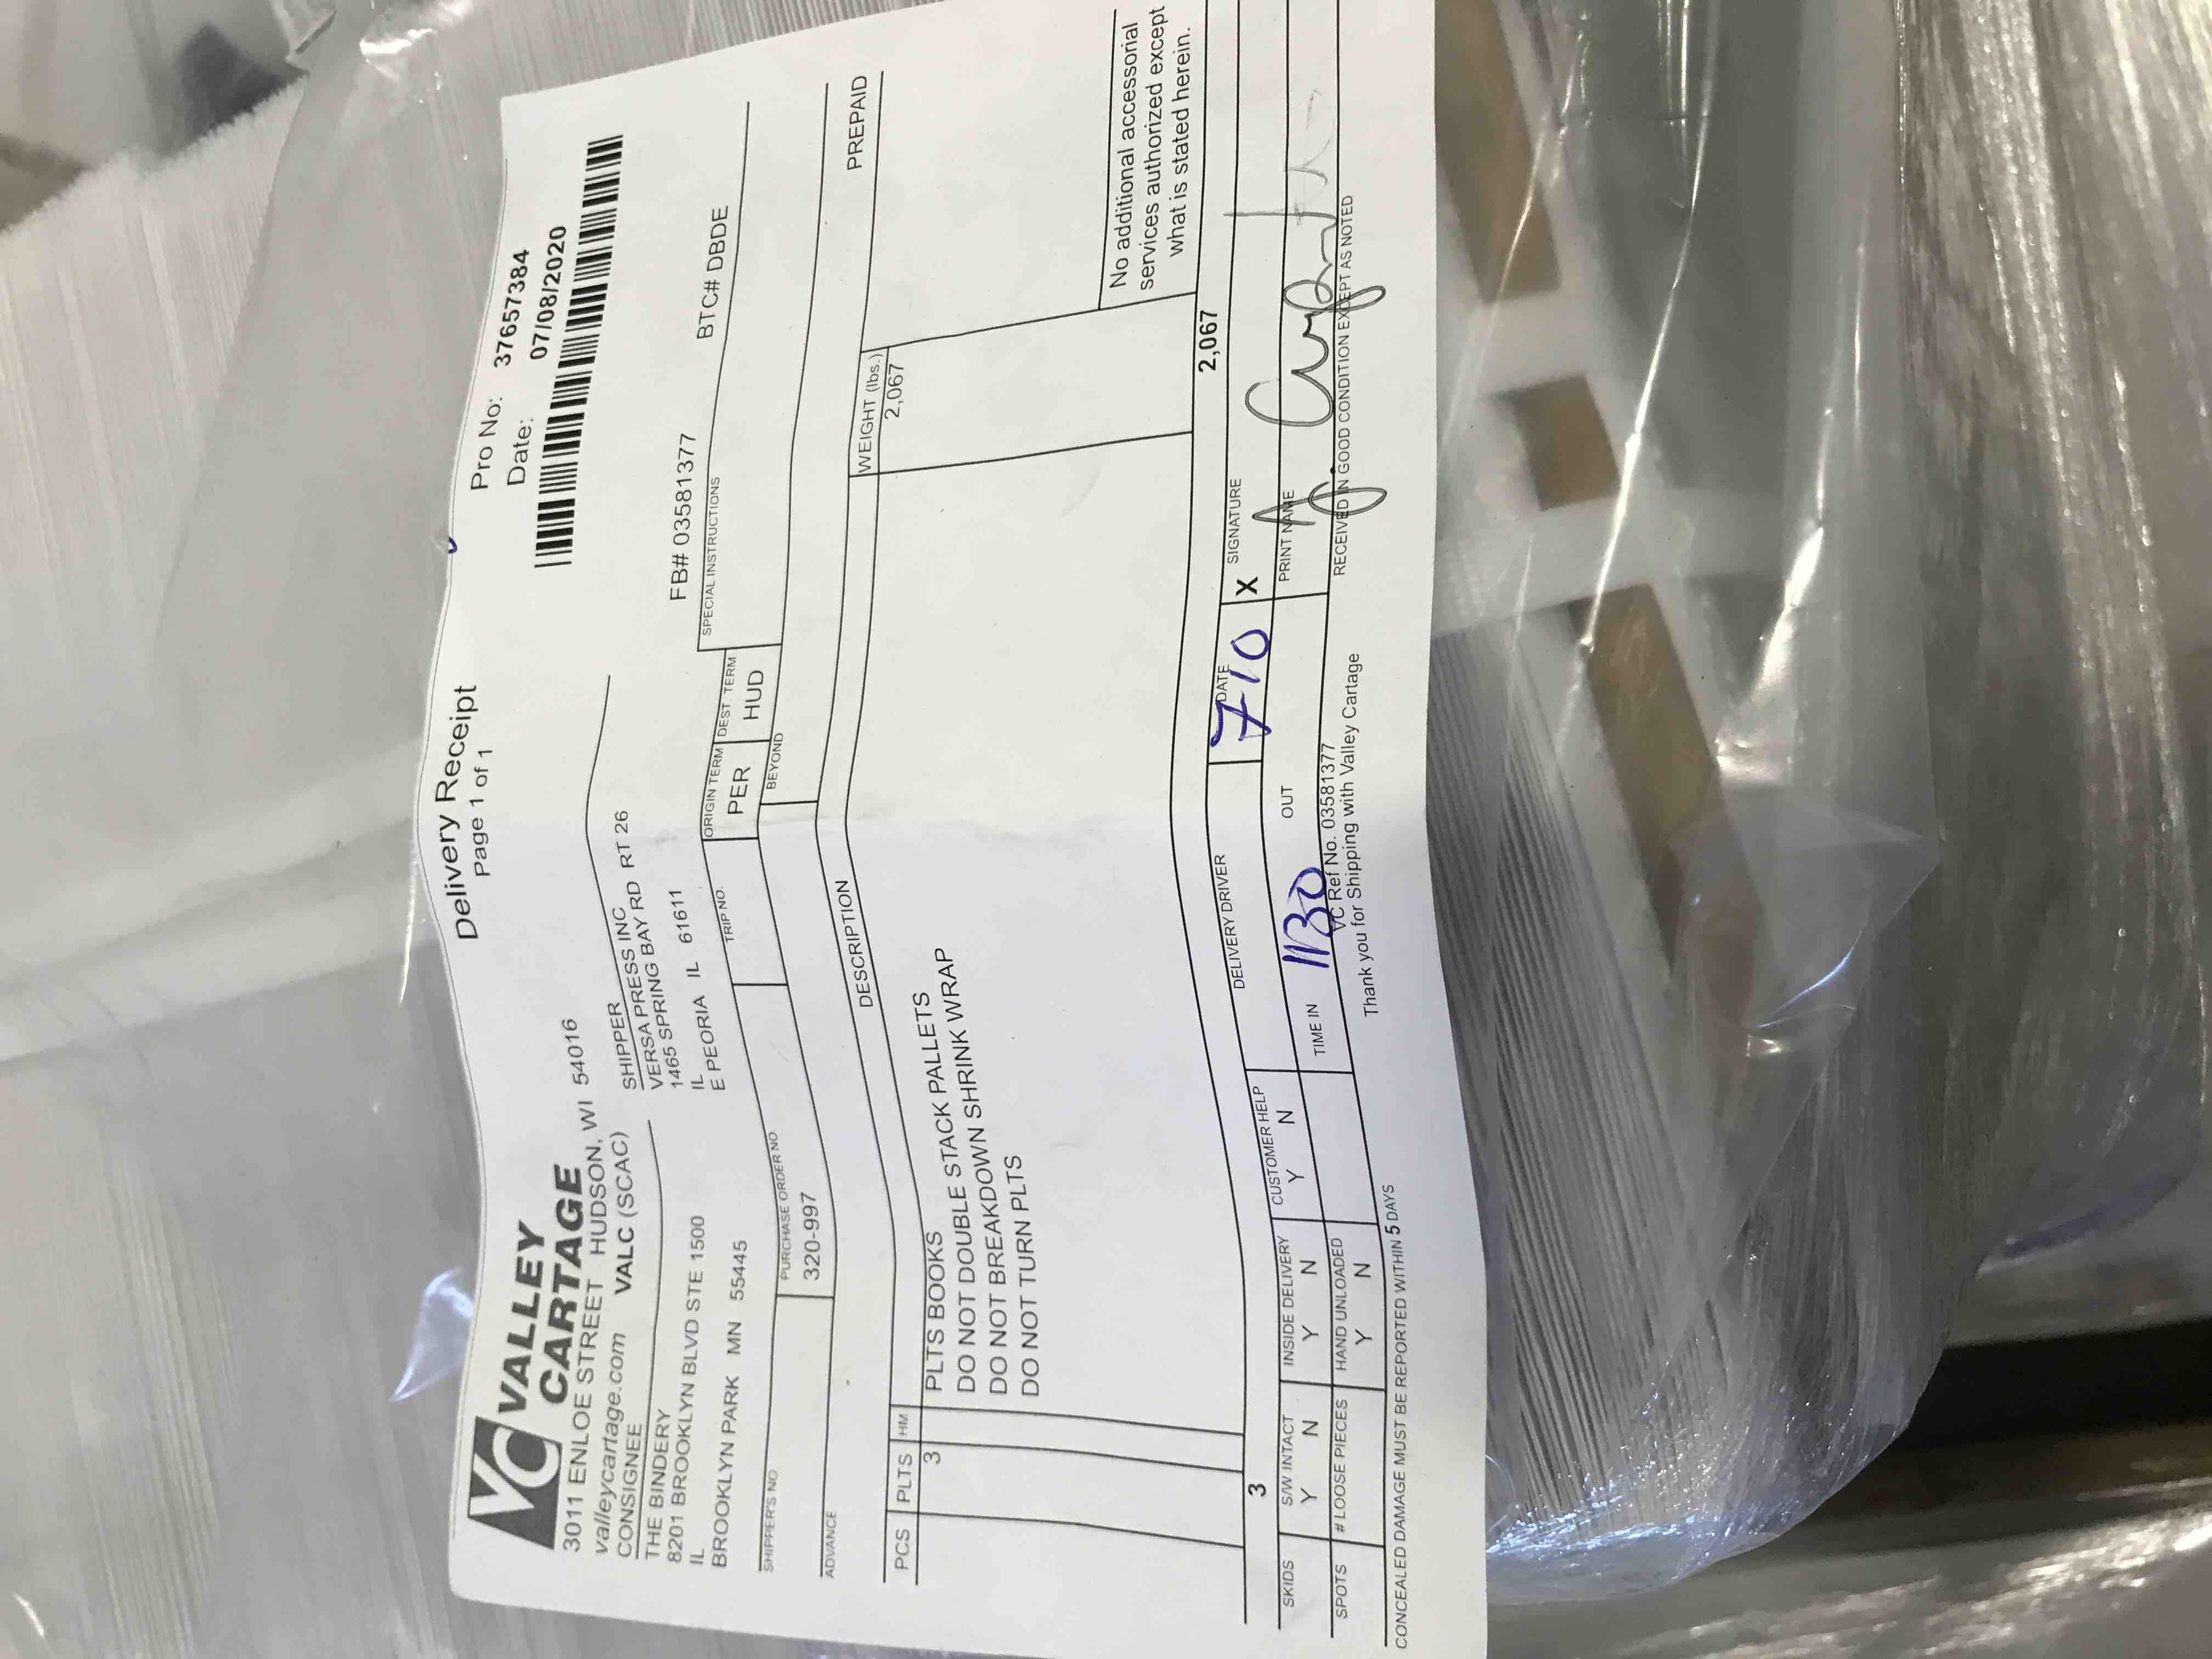 Delivery Receipt
Page 1 of 1
Pro No: 37657384
Date: 07/08/2020
VC VALLEY
CARTAGE
3011 ENLOE STREET HUDSON, WI 54016
valleycartage.com VALC (SCAC)
CONSIGNEE
THE BINDERY
8201 BROOKLYN BLVD STE 1500
IL
BROOKLYN PARK MN 55445
SHIPPER
VERSA PRESS INC
1465 SPRING BAY RD RT 26
IL
E PEORIA IL 61611
FB# 03581377
SHIPPER'S NO
PURCHASE ORDER NO.
320-997
TRIP NO.
ORIGIN TERM
PER
DEST. TERM
HUD
SPECIAL INSTRUCTIONS
BTC# DBDE
ADVANCE
BEYOND
PREPAID
PCS PLTS HM DESCRIPTION WEIGHT (lbs.)
3 PLTS BOOKS 2,067
DO NOT DOUBLE STACK PALLETS
DO NOT BREAKDOWN SHRINK WRAP
DO NOT TURN PLTS
No additional accessorial
services authorized except
what is stated herein.
3 2,067
SKIDS
S/W INTACT
Y N
INSIDE DELIVERY
Y N
CUSTOMER HELP
Y N
DELIVERY DRIVER
DATE
7-10
X SIGNATURE
SPOTS
# LOOSE PIECES
HAND UNLOADED
Y N
TIME IN 1130 OUT
PRINT NAME
RECEIVED IN GOOD CONDITION EXCEPT AS NOTED
VC Ref No. 03581377
CONCEALED DAMAGE MUST BE REPORTED WITHIN 5 DAYS
Thank you for Shipping with Valley Cartage